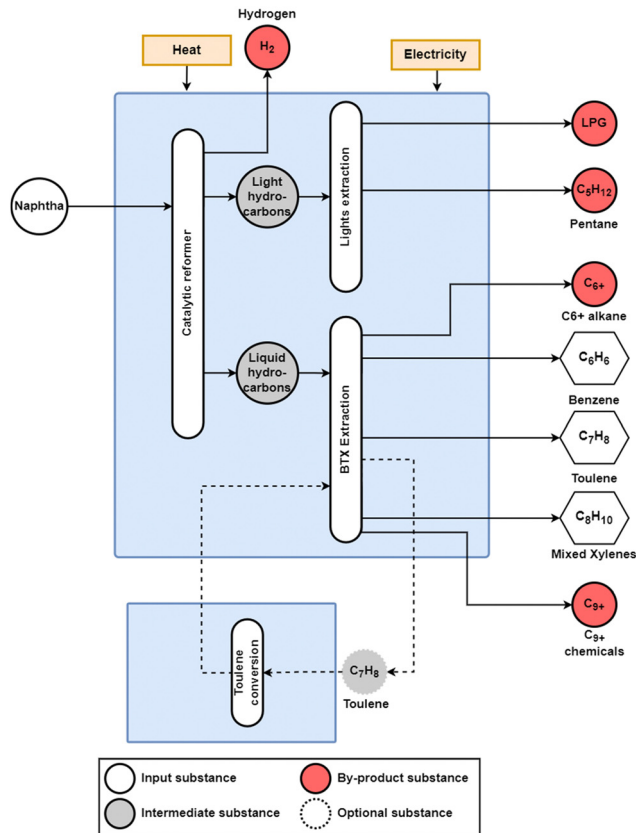 Hydrogen
H₂
Heat
Electricity
LPG
Naphtha
Catalytic reformer
Light
hydro-
carbons
Lights extraction
C₅H₁₂
Pentane
C₆₊
C6+ alkane
Liquid
hydro-
carbons
BTX Extraction
C₆H₆
Benzene
C₇H₈
Toulene
C₈H₁₀
Mixed Xylenes
C₉₊
C₉₊
chemicals
Toulene
conversion
C₇H₈
Toulene
Input substance
By-product substance
Intermediate substance
Optional substance